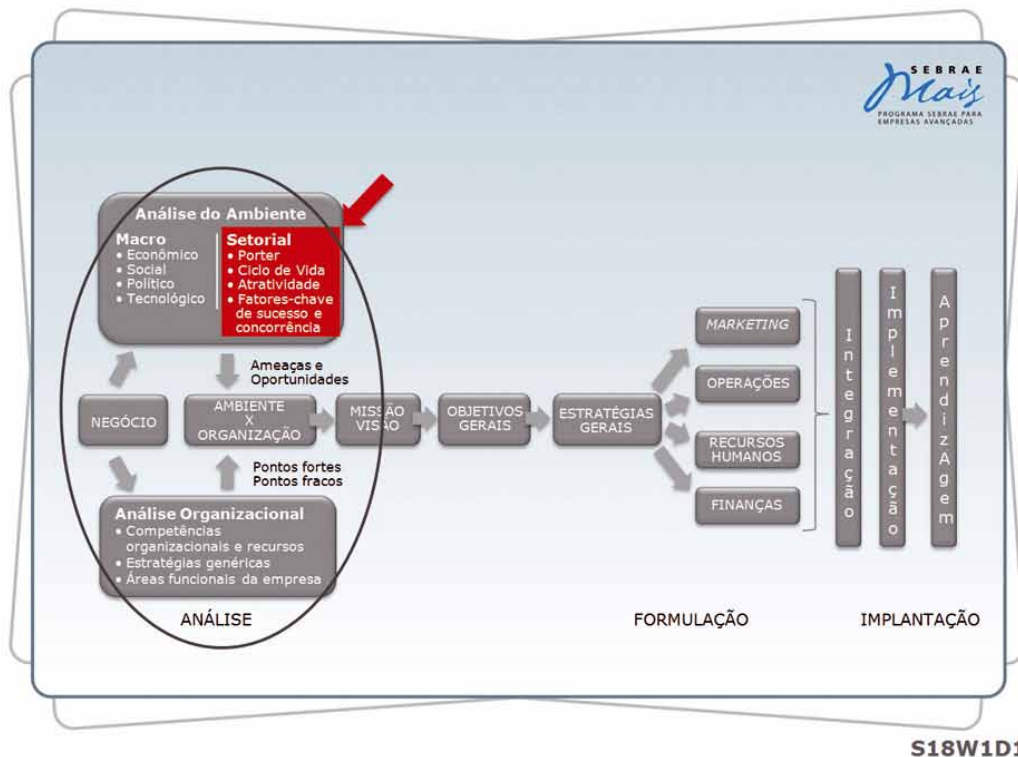 SEBRAE
Mais
PROGRAMA SEBRAE PARA
EMPRESAS AVANÇADAS
Análise do Ambiente
Macro
• Econômico
• Social
• Político
• Tecnológico
Setorial
• Porter
• Ciclo de Vida
• Atratividade
• Fatores-chave
de sucesso e
concorrência
Ameaças e
Oportunidades
NEGÓCIO
AMBIENTE
X
ORGANIZAÇÃO
MISSÃO
VISÃO
OBJETIVOS
GERAIS
ESTRATÉGIAS
GERAIS
MARKETING
OPERAÇÕES
RECURSOS
HUMANOS
FINANÇAS
Integração
Implementação
AprendizAgem
Pontos fortes
Pontos fracos
Análise Organizacional
• Competências
organizacionais e recursos
• Estratégias genéricas
• Áreas funcionais da empresa
ANÁLISE
FORMULAÇÃO
IMPLANTAÇÃO
S18W1D1